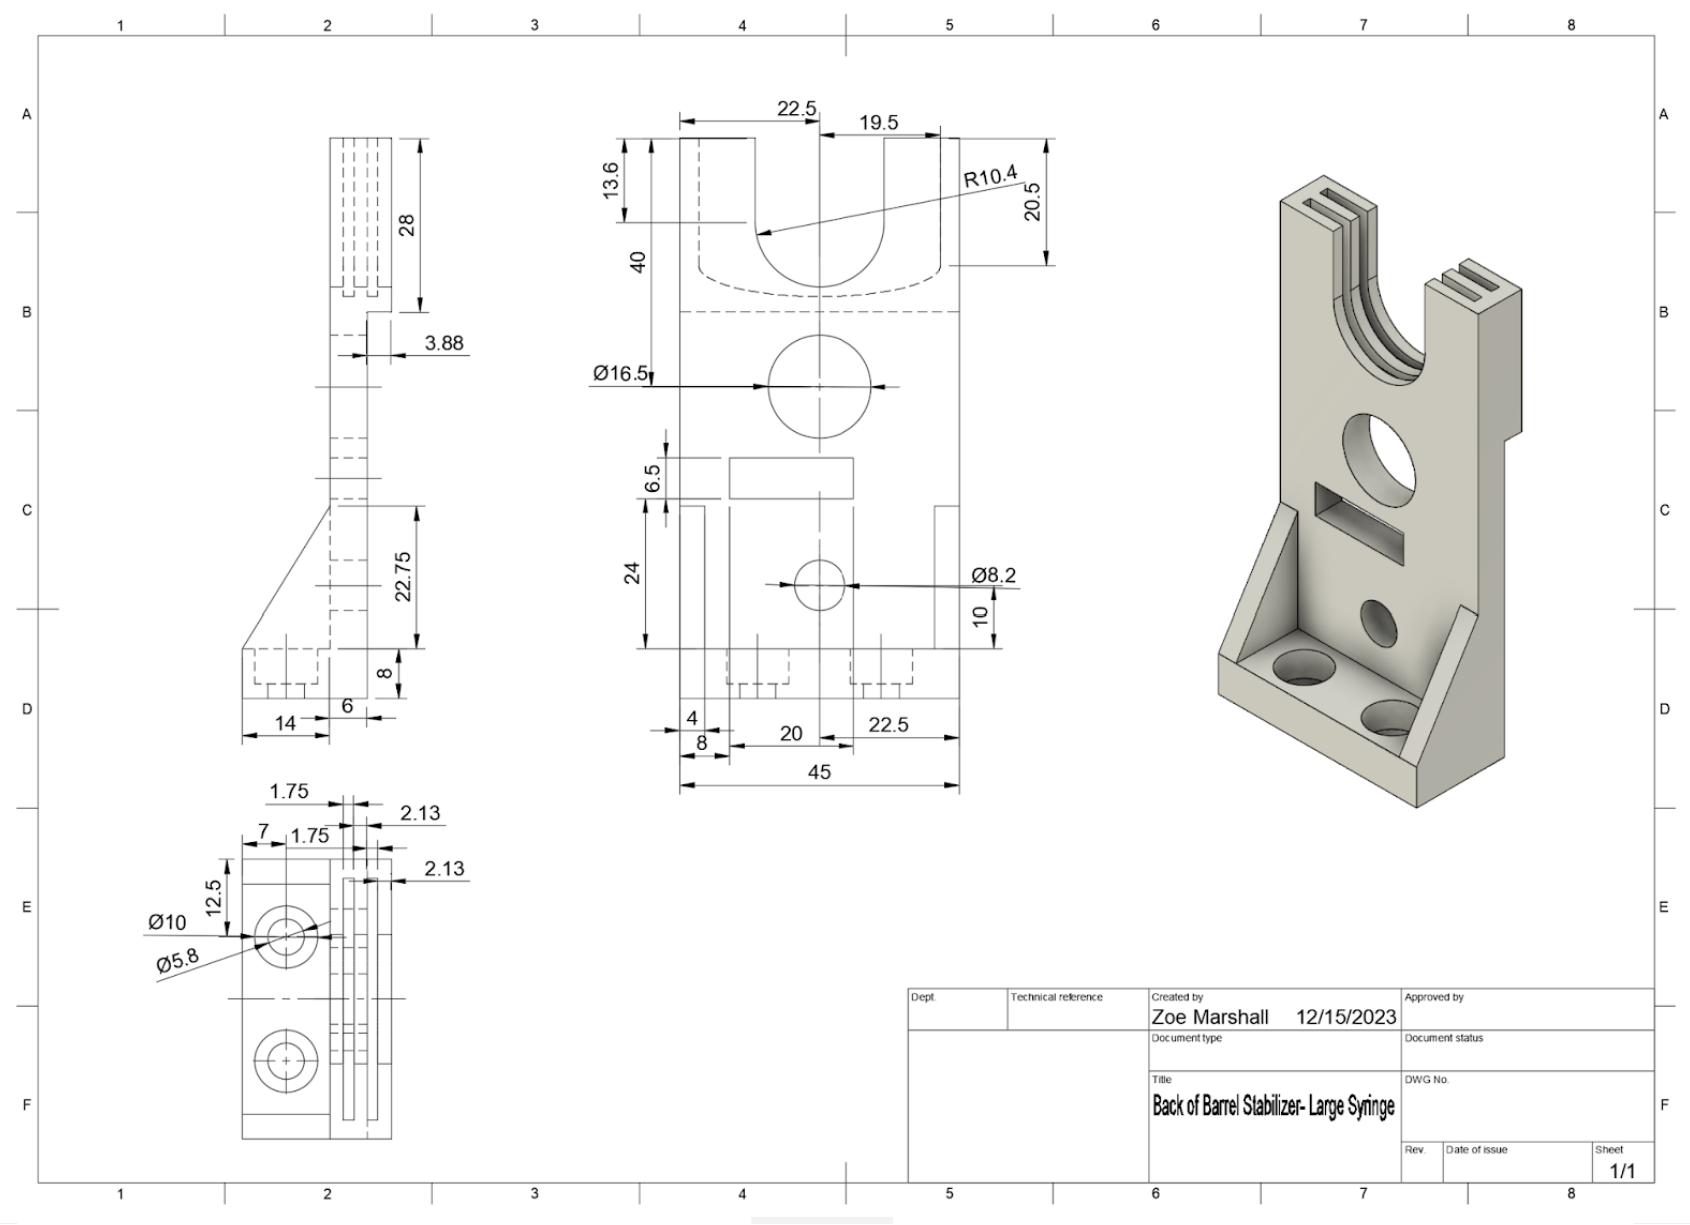 1 2 3 4 5 6 7 8
A A
B B
C C
D D
E E
F F
28
3.88
22.75
8
6
14
22.5
19.5
13.6
R10.4
20.5
40
Ø16.5
6.5
24
Ø8.2
10
4
8
20
22.5
45
1.75
2.13
7
1.75
2.13
12.5
Ø10
Ø5.8
Dept.
Technical reference
Created by
Zoe Marshall 12/15/2023
Approved by
Document type
Document status
Title
Back of Barrel Stabilizer- Large Syringe
DWG No.
Rev.
Date of issue
Sheet
1/1
1 2 3 4 5 6 7 8